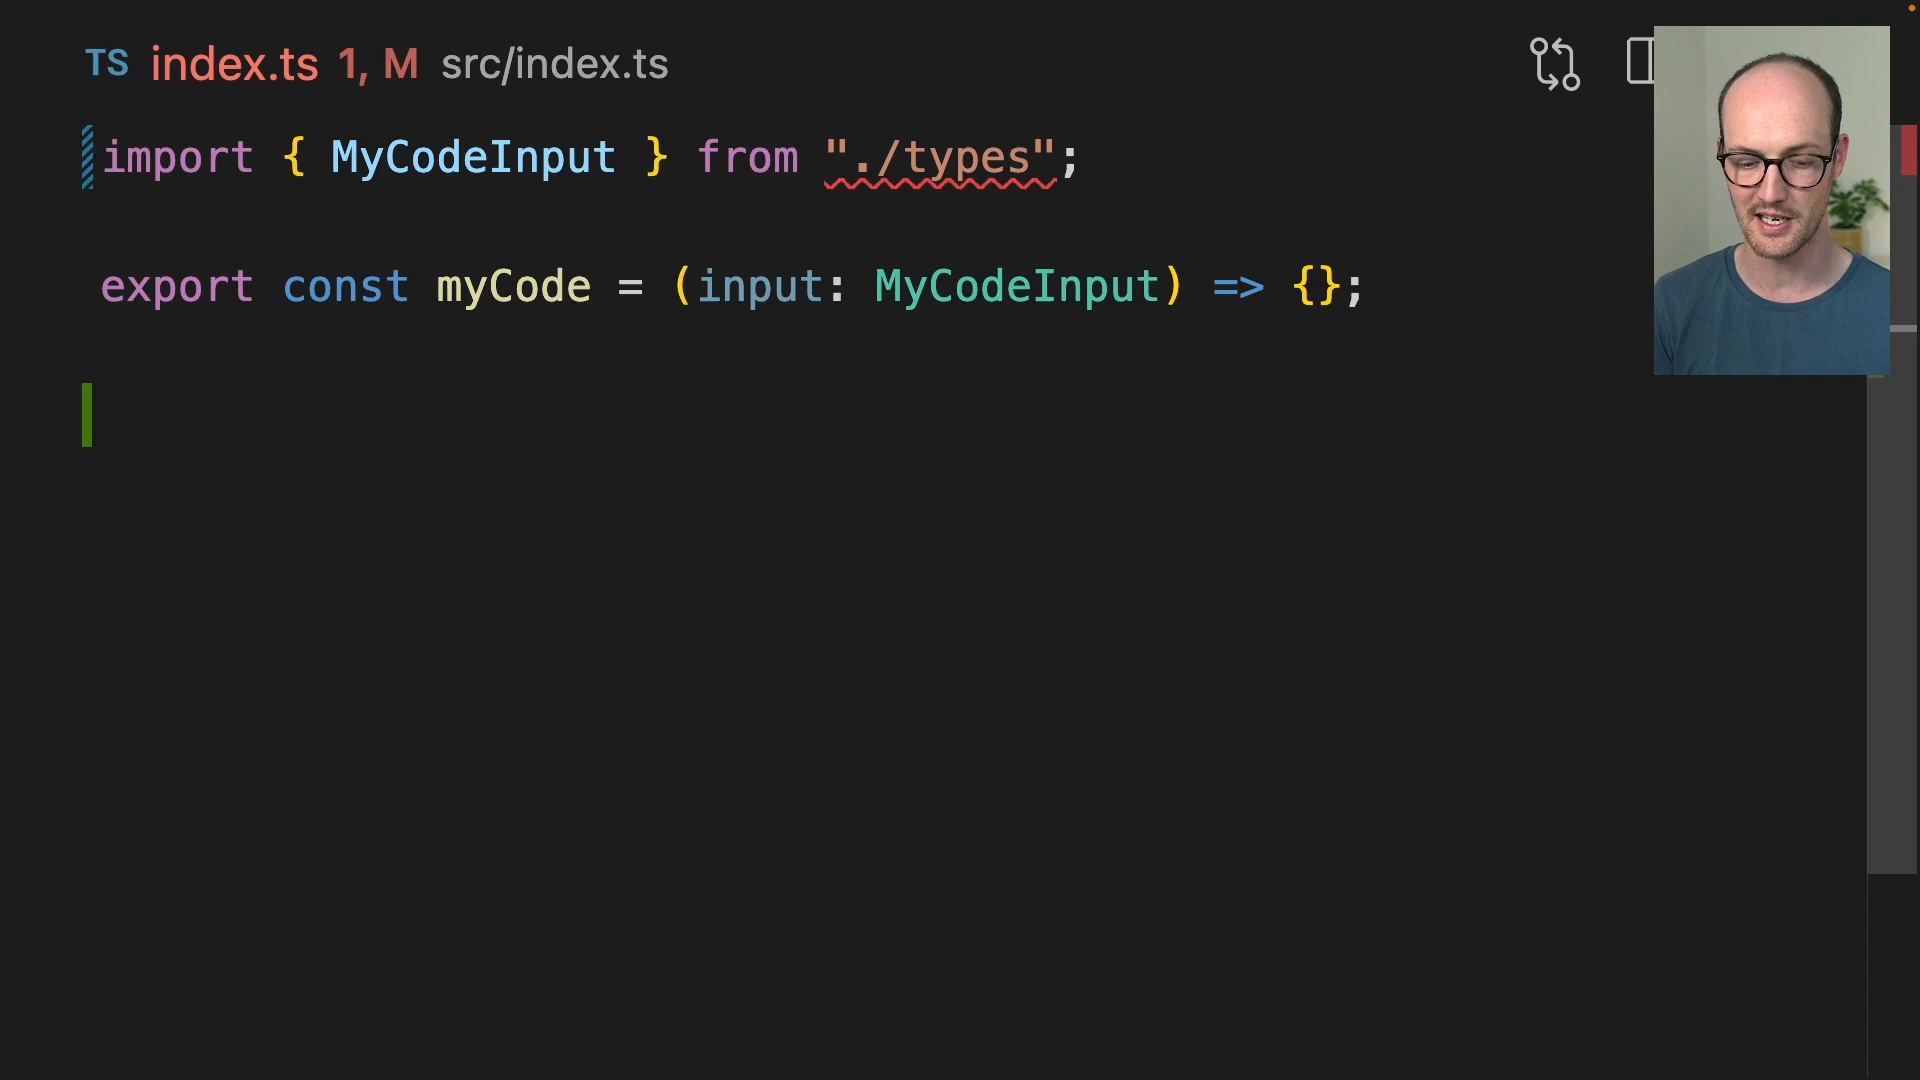 TS index.ts 1, M src/index.ts
import { MyCodeInput } from "./types";
export const myCode = (input: MyCodeInput) => {};